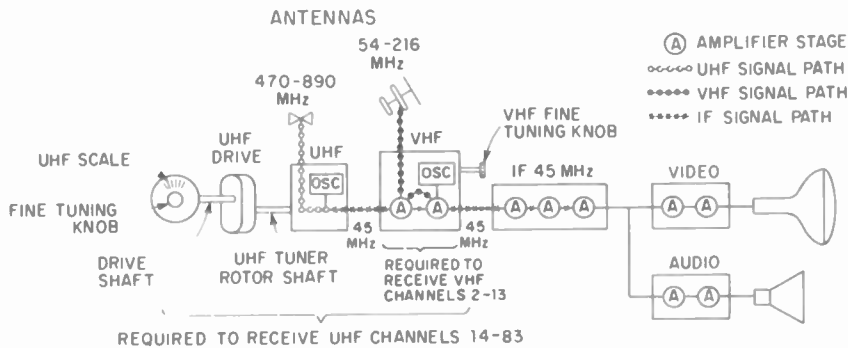 ANTENNAS
54-216
MHz
470-890
MHz
A AMPLIFIER STAGE
UHF SIGNAL PATH
VHF SIGNAL PATH
IF SIGNAL PATH
VHF FINE
TUNING KNOB
UHF
DRIVE
UHF SCALE
UHF
VHF
OSC
OSC
IF 45 MHz
VIDEO
FINE TUNING
KNOB
A A
A A A
A A
45
MHz
45
MHz
DRIVE
SHAFT
UHF TUNER
ROTOR SHAFT
REQUIRED TO
RECEIVE VHF
CHANNELS 2-13
AUDIO
A A
REQUIRED TO RECEIVE UHF CHANNELS 14-83